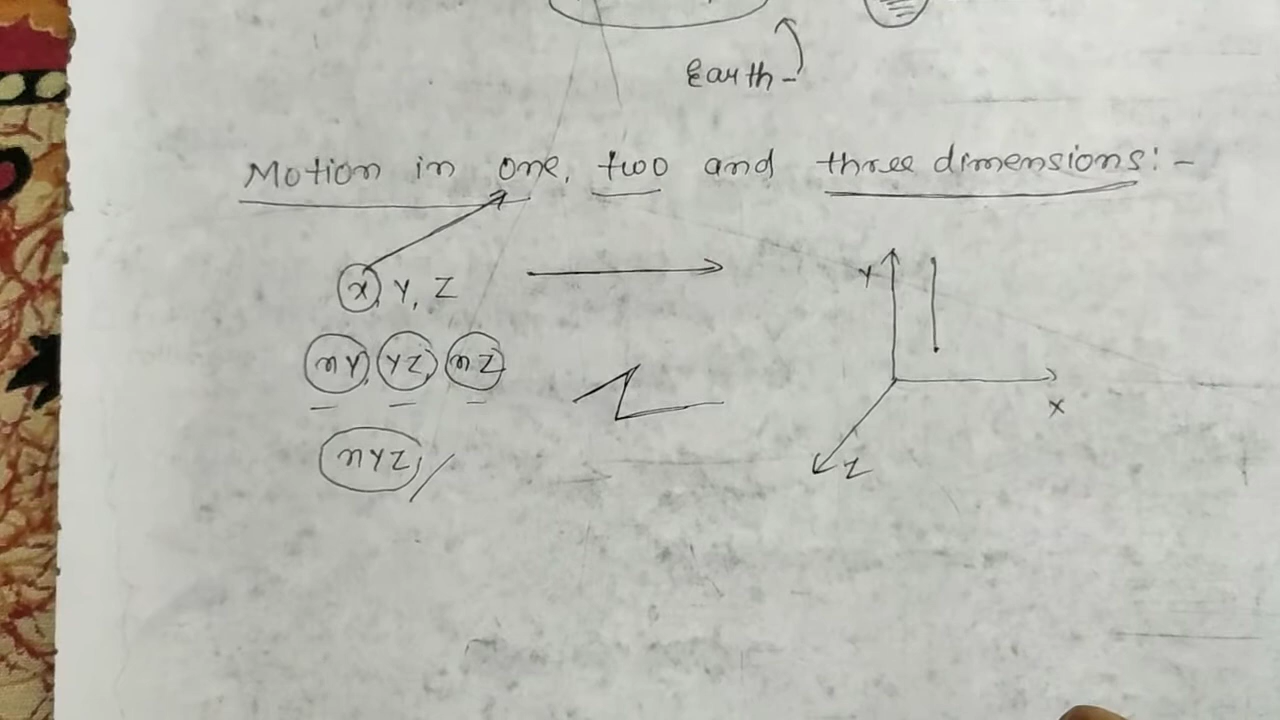 Earth
Motion in one, two and three dimensions:-
x, Y, Z
xY, YZ, xZ
xYZ,
Y
X
Z